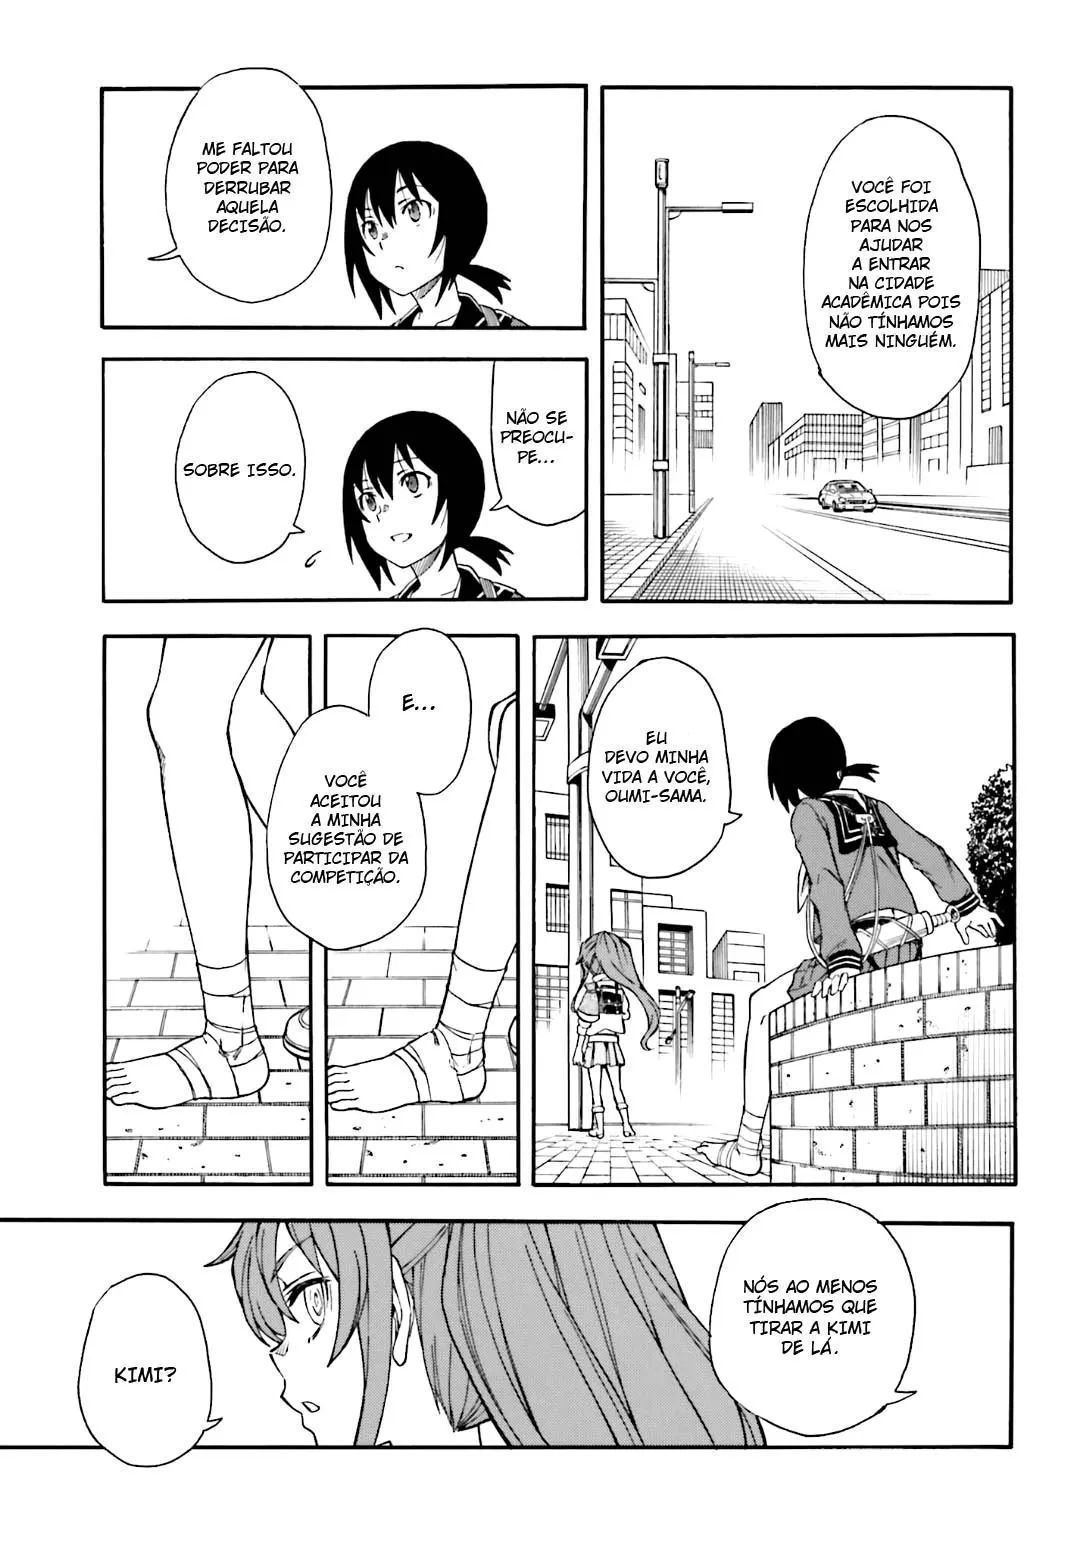 VOCÊ FOI
ESCOLHIDA
PARA NOS
AJUDAR
A ENTRAR
NA CIDADE
ACADÊMICA POIS
NÃO TÍNHAMOS
MAIS NINGUÉM.
ME FALTOU
PODER PARA
DERRUBAR
AQUELA
DECISÃO.
NÃO SE
PREOCU-
PE...
SOBRE ISSO.
EU
DEVO MINHA
VIDA A VOCÊ,
OUMI-SAMA.
E...
VOCÊ
ACEITOU
A MINHA
SUGESTÃO DE
PARTICIPAR DA
COMPETIÇÃO.
NÓS AO MENOS
TÍNHAMOS QUE
TIRAR A KIMI
DE LÁ.
KIMI?